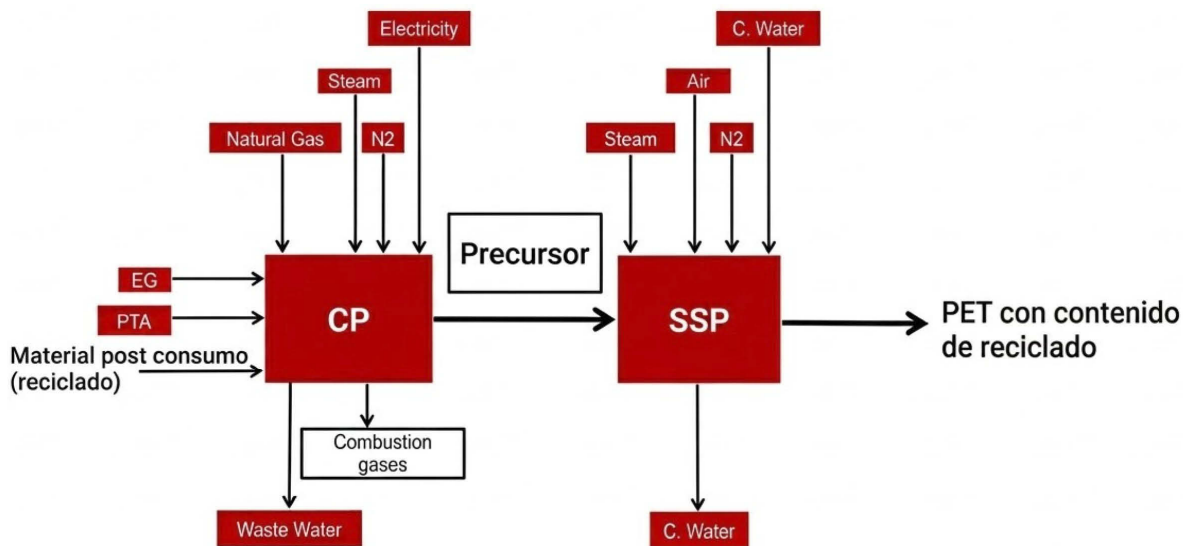 Electricity
C. Water
Steam
Air
Natural Gas
N2
Steam
N2
Precursor
EG
CP
SSP
PTA
PET con contenido
de reciclado
Material post consumo
(reciclado)
Combustion
gases
Waste Water
C. Water